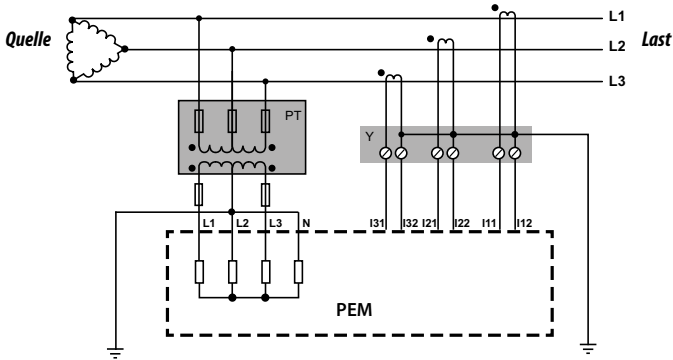 L1
Quelle
L2
Last
L3
PT
Y
L1 L2 L3 N
I31 I32 I21 I22 I11 I12
PEM